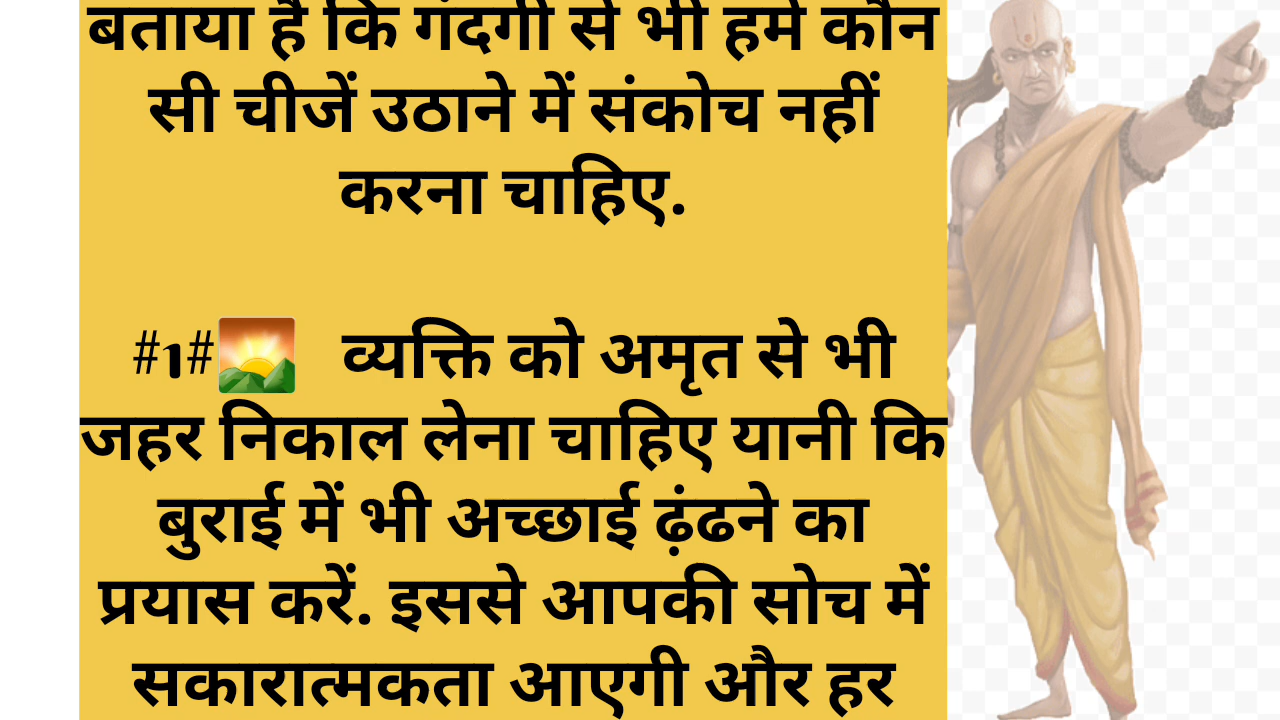 बताया है कि गंदगी से भी हमें कौन
सी चीजें उठाने में संकोच नहीं
करना चाहिए.
#1#🌄 व्यक्ति को अमृत से भी
जहर निकाल लेना चाहिए यानी कि
बुराई में भी अच्छाई ढ़ंढने का
प्रयास करें. इससे आपकी सोच में
सकारात्मकता आएगी और हर